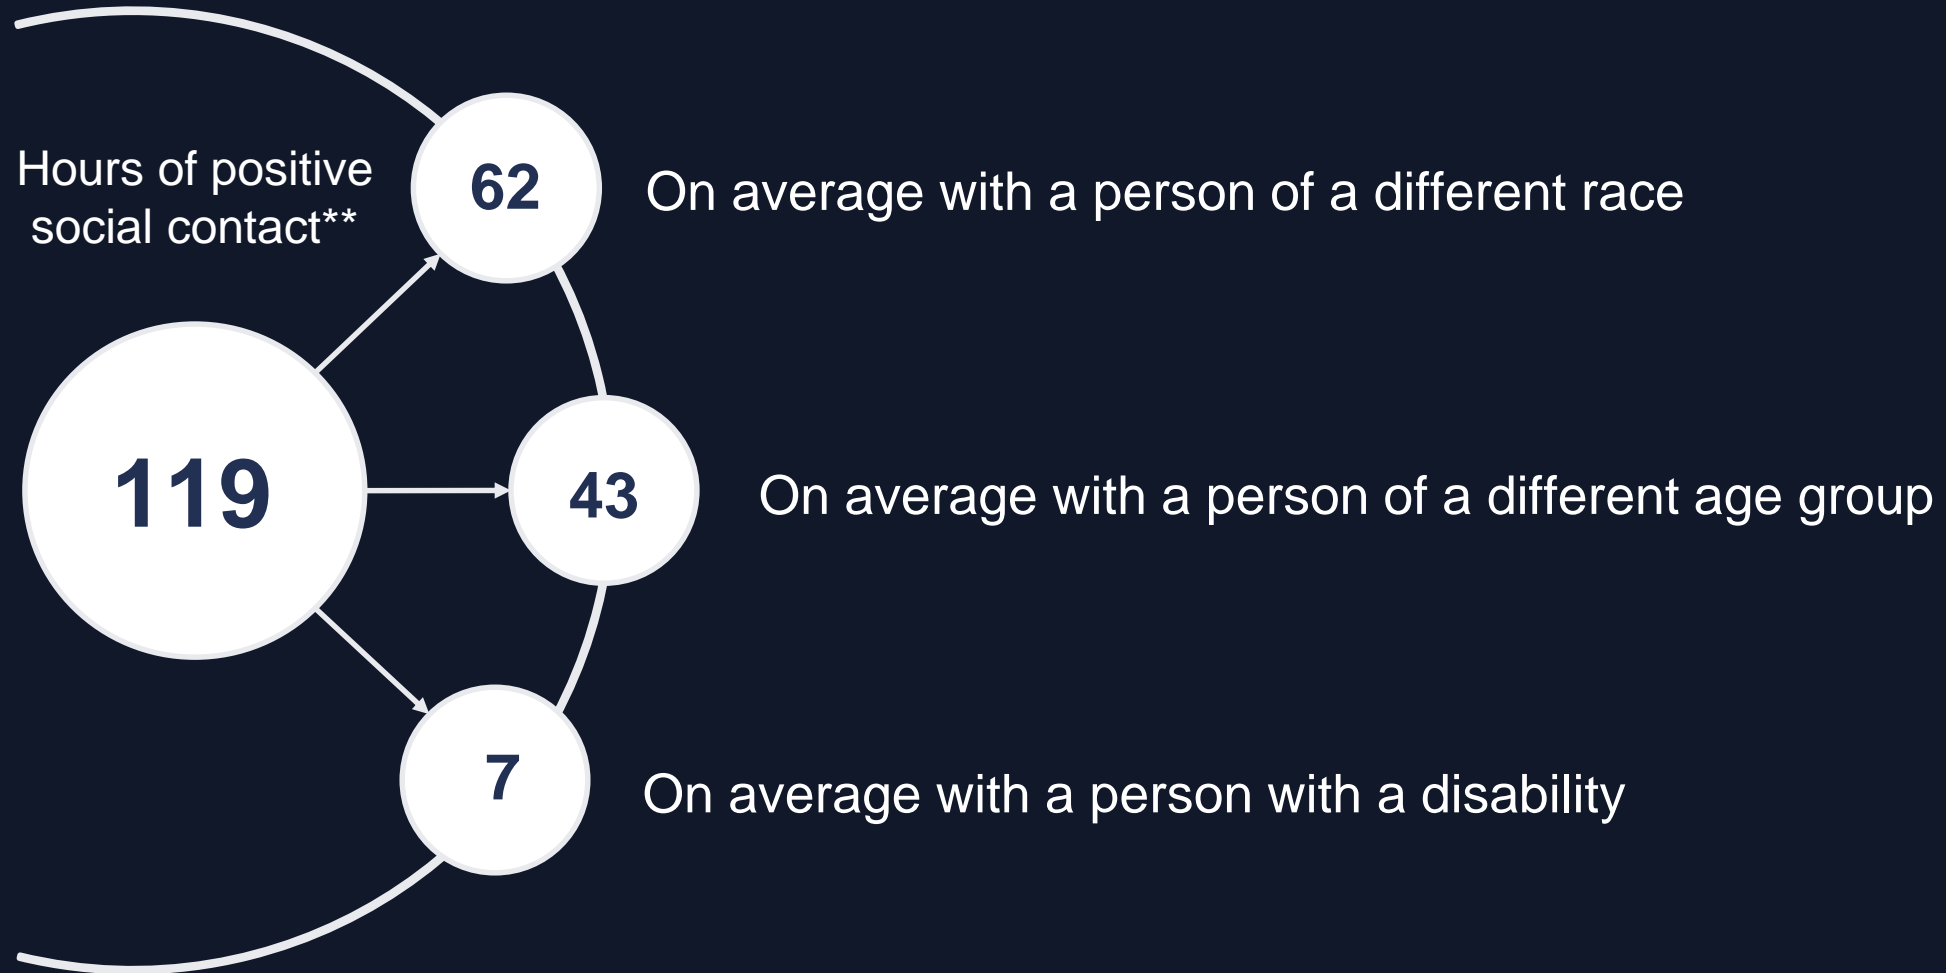 Hours of positive
social contact**
119
62
On average with a person of a different race
43
On average with a person of a different age group
7
On average with a person with a disability